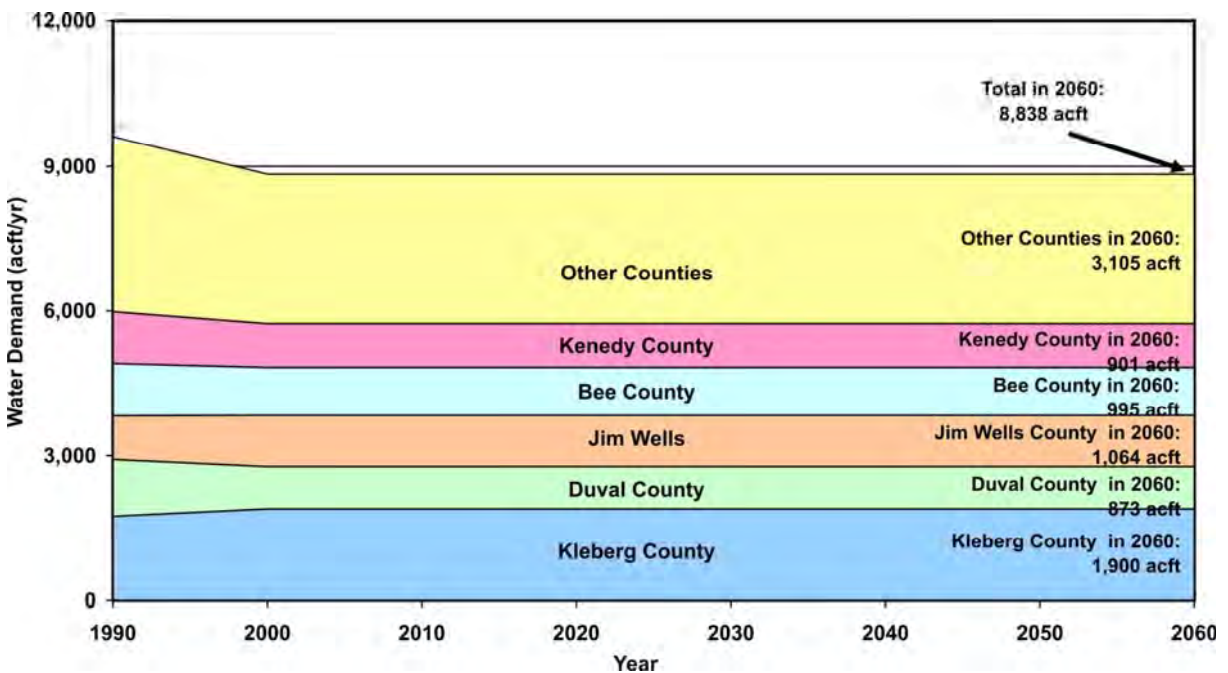 12,000
Total in 2060:
8,838 acft
9,000
Water Demand (acft/yr)
Other Counties in 2060:
3,105 acft
Other Counties
6,000
Kenedy County
Kenedy County in 2060:
901 acft
Bee County
Bee County in 2060:
995 acft
Jim Wells
Jim Wells County in 2060:
1,064 acft
3,000
Duval County
Duval County in 2060:
873 acft
Kleberg County
Kleberg County in 2060:
1,900 acft
0
1990 2000 2010 2020 2030 2040 2050 2060
Year